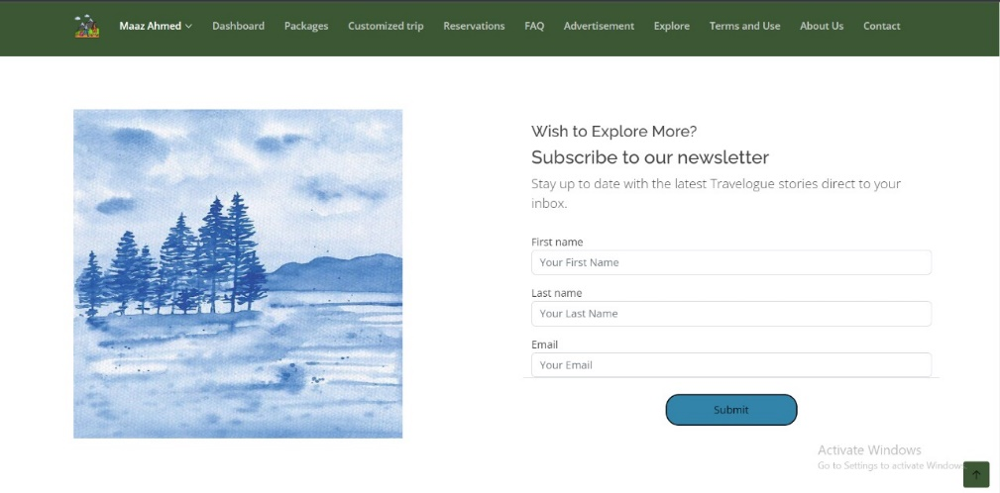 Maaz Ahmed Dashboard Packages Customized trip Reservations FAQ Advertisement Explore Terms and Use About Us Contact
Wish to Explore More?
Subscribe to our newsletter
Stay up to date with the latest Travelogue stories direct to your
inbox.
First name
Your First Name
Last name
Your Last Name
Email
Your Email
Submit
Activate Windows
Go to Settings to activate Windows